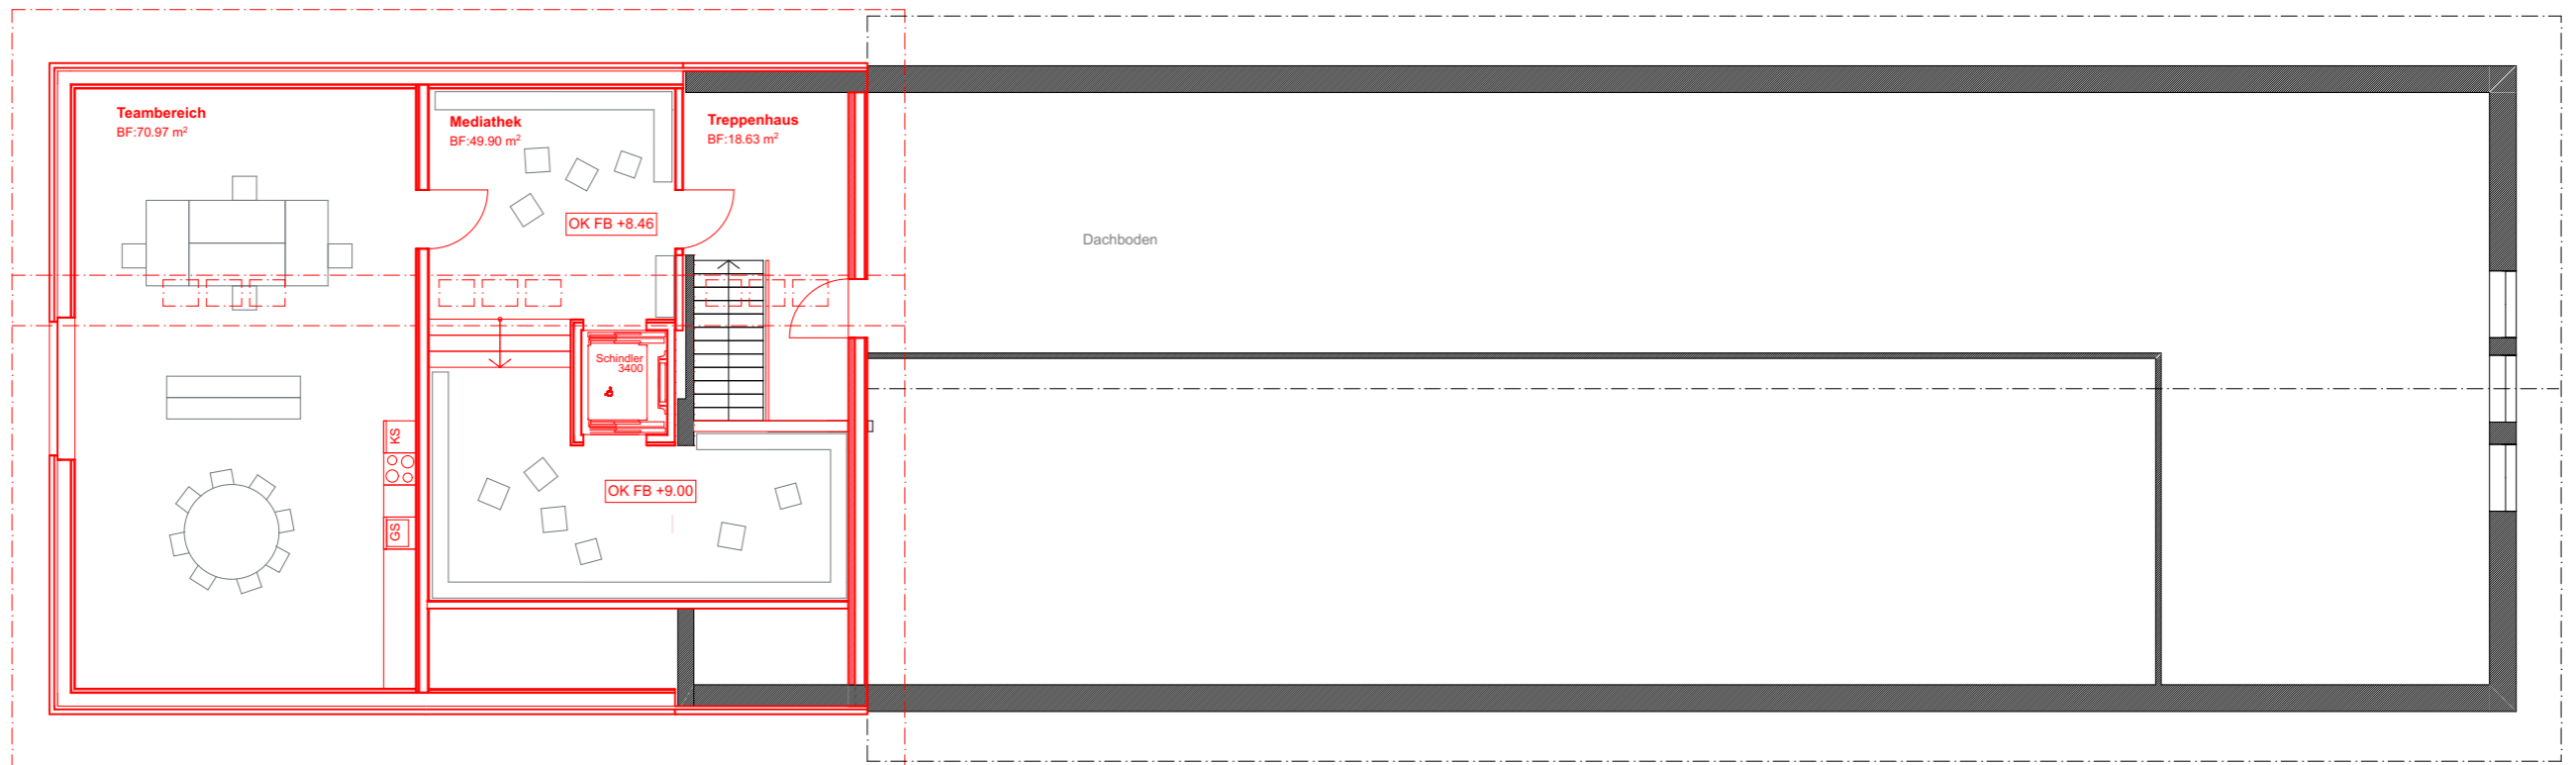 Teambereich
BF:70.97 m²
Mediathek
BF:49.90 m²
Treppenhaus
BF:18.63 m²
OK FB +8.46
Dachboden
Schindler
3400
KS
OK FB +9.00
GS